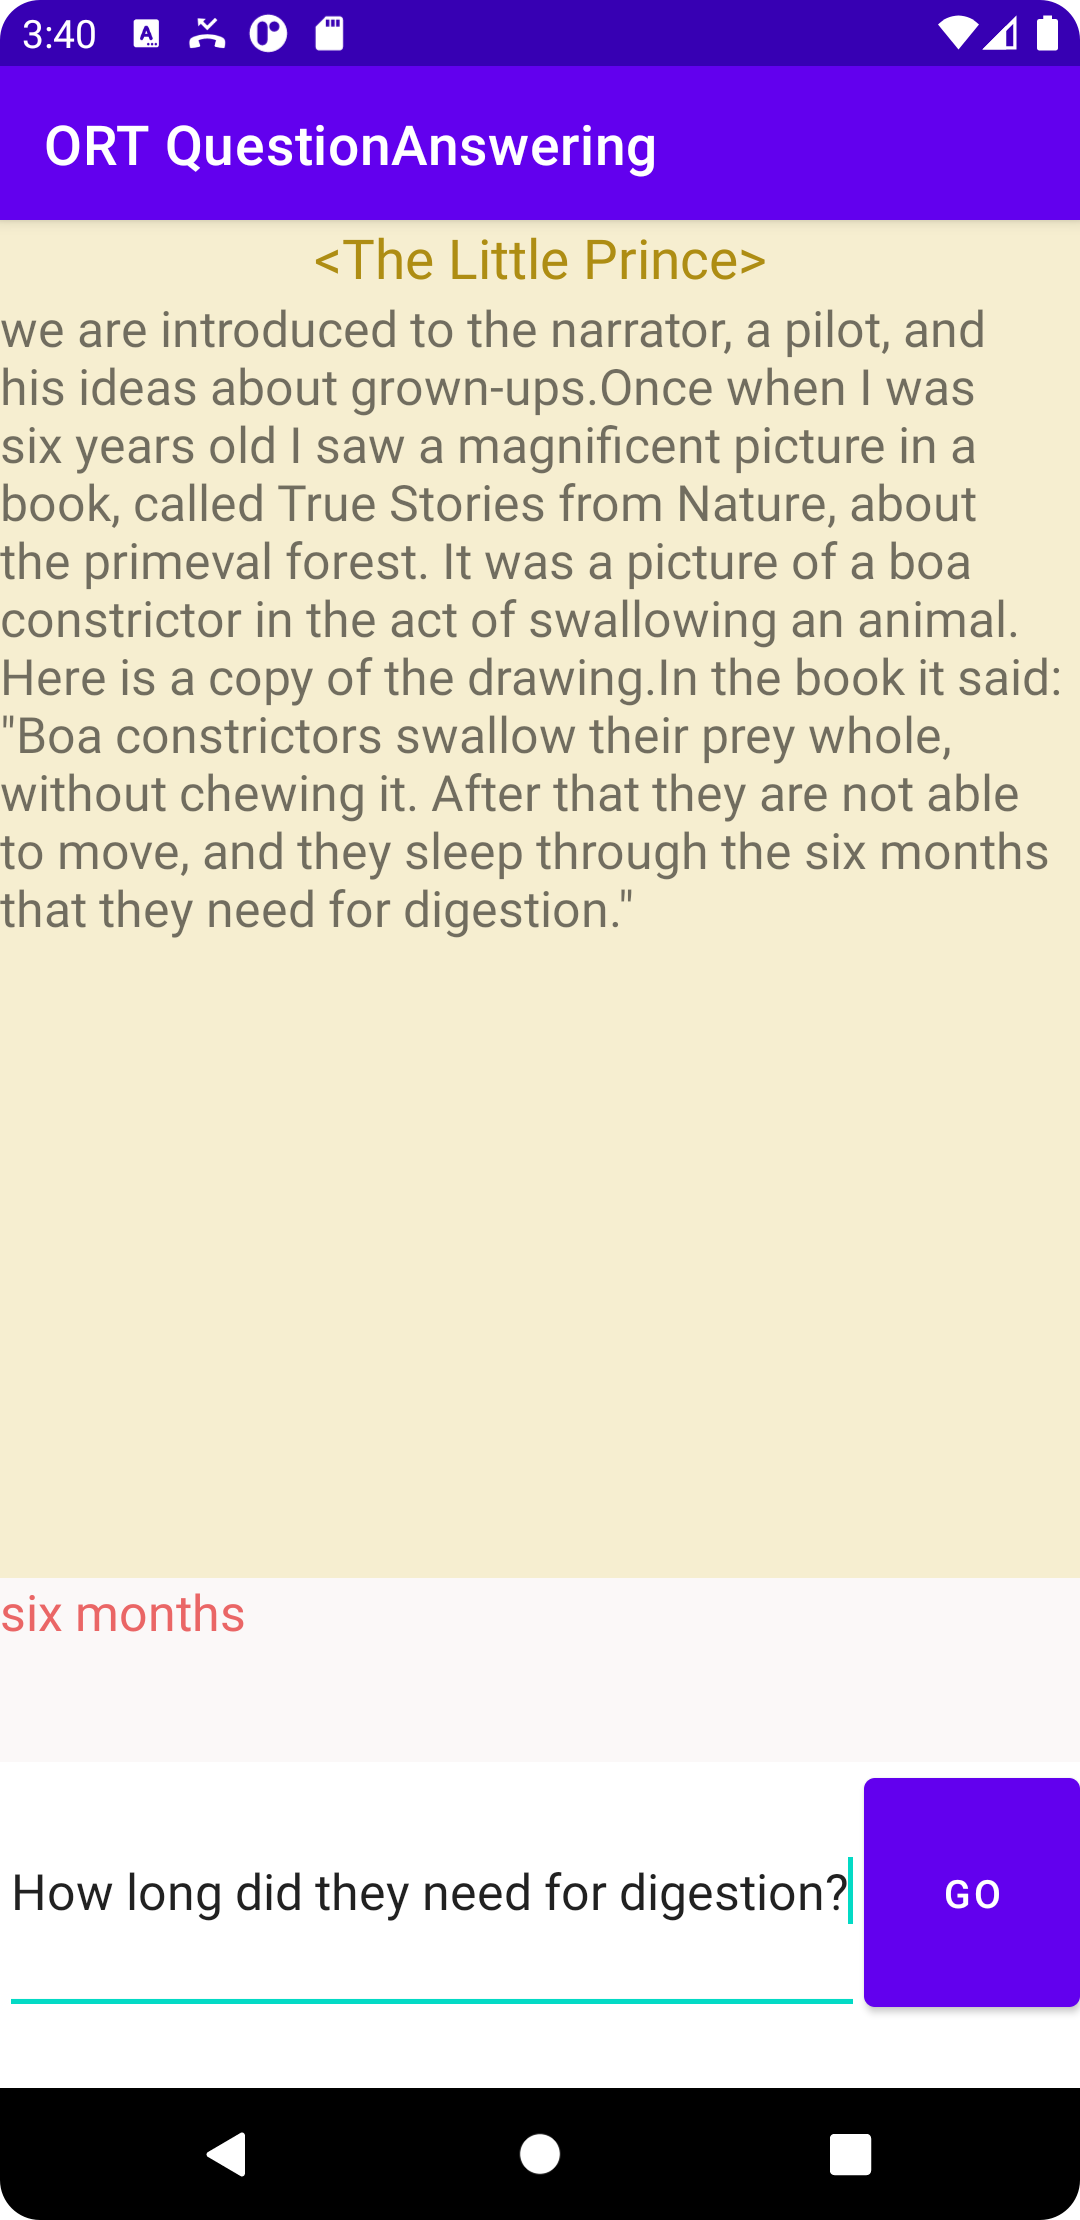 3:40
ORT QuestionAnswering
<The Little Prince>
we are introduced to the narrator, a pilot, and
his ideas about grown-ups.Once when I was
six years old I saw a magnificent picture in a
book, called True Stories from Nature, about
the primeval forest. It was a picture of a boa
constrictor in the act of swallowing an animal.
Here is a copy of the drawing.In the book it said:
"Boa constrictors swallow their prey whole,
without chewing it. After that they are not able
to move, and they sleep through the six months
that they need for digestion."
six months
How long did they need for digestion?
GO